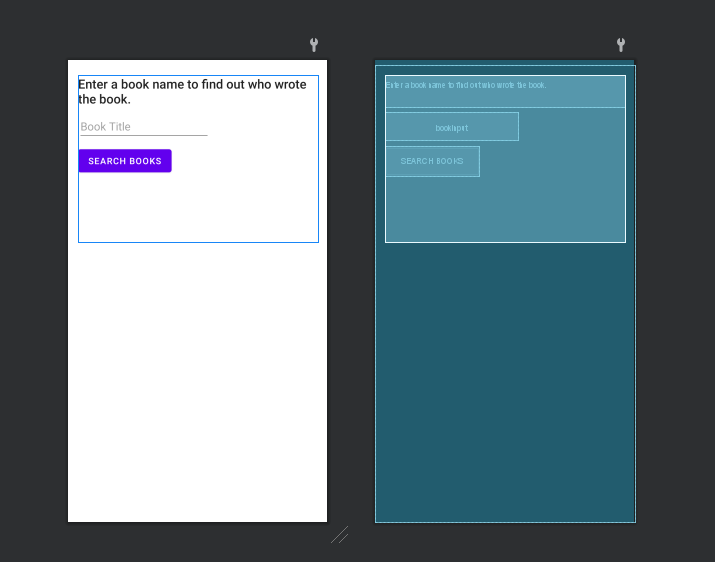 Enter a book name to find out who wrote
the book.
Book Title
SEARCH BOOKS
Enter a book name to find out who wrote the book.
bookInput
SEARCH BOOKS